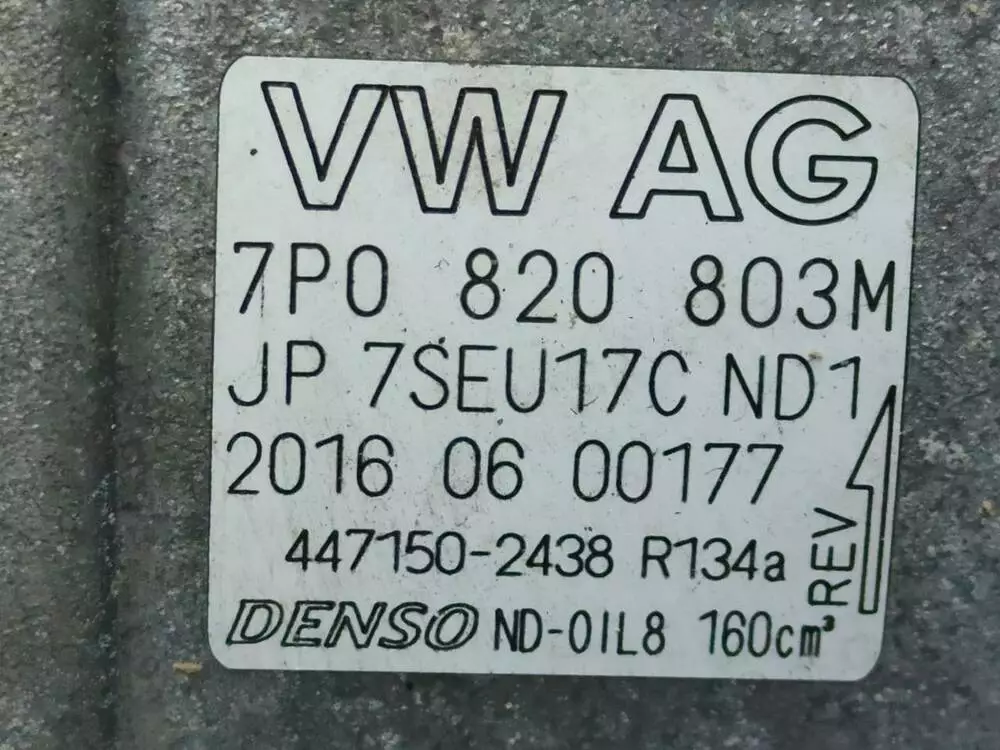 VW AG
7P0 820 803M
JP 7SEU17C ND1
2016 06 00177
447150-2438 R134a
DENSO ND-OIL8 160cm³
REV